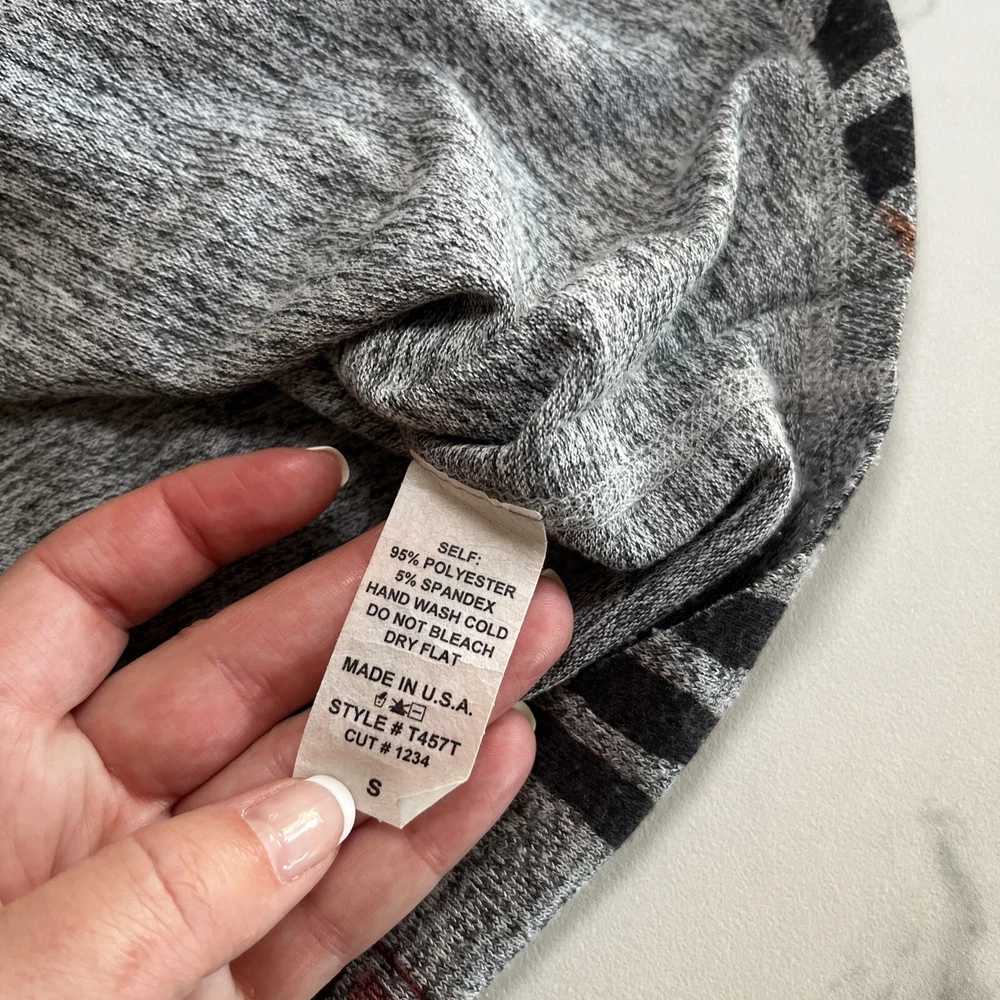 SELF:
95% POLYESTER
5% SPANDEX
HAND WASH COLD
DO NOT BLEACH
DRY FLAT
MADE IN U.S.A.
STYLE # T457T
CUT # 1234
S